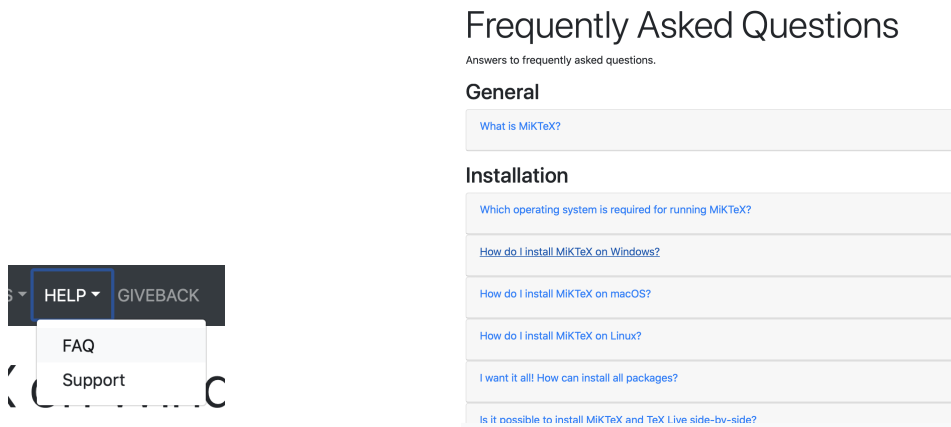 HELP
GIVEBACK
FAQ
Support
Frequently Asked Questions
Answers to frequently asked questions.
General
What is MiKTeX?
Installation
Which operating system is required for running MiKTeX?
How do I install MiKTeX on Windows?
How do I install MiKTeX on macOS?
How do I install MiKTeX on Linux?
I want it all! How can install all packages?
Is it possible to install MiKTeX and TeX Live side-by-side?